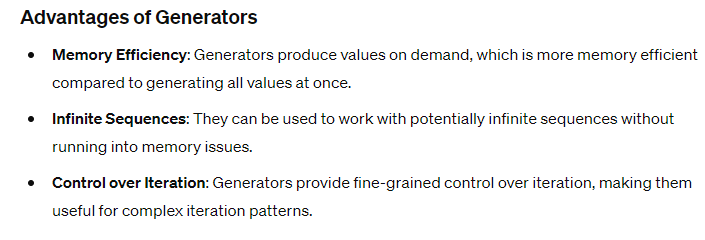 Advantages of Generators
• Memory Efficiency: Generators produce values on demand, which is more memory efficient
compared to generating all values at once.
• Infinite Sequences: They can be used to work with potentially infinite sequences without
running into memory issues.
• Control over Iteration: Generators provide fine-grained control over iteration, making them
useful for complex iteration patterns.